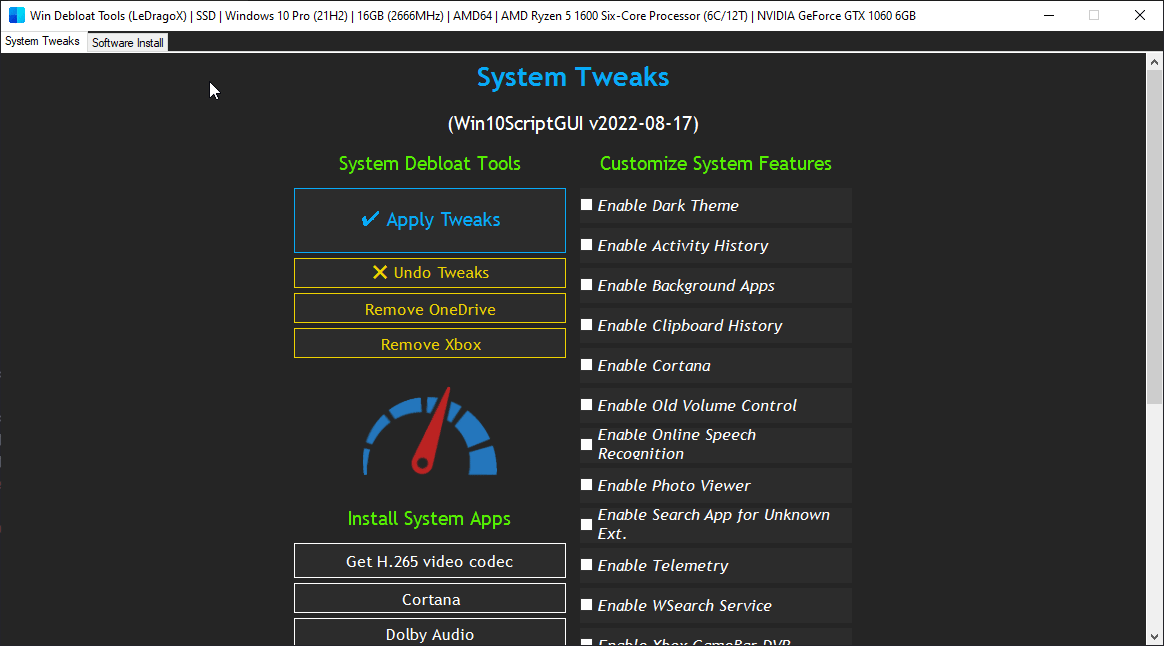 Win Debloat Tools (LeDragoX) | SSD | Windows 10 Pro (21H2) | 16GB (2666MHz) | AMD64 | AMD Ryzen 5 1600 Six-Core Processor (6C/12T) | NVIDIA GeForce GTX 1060 6GB
System Tweaks
Software Install
System Tweaks
(Win10ScriptGUI v2022-08-17)
System Debloat Tools
✔ Apply Tweaks
✕ Undo Tweaks
Remove OneDrive
Remove Xbox
Install System Apps
Get H.265 video codec
Cortana
Dolby Audio
Customize System Features
Enable Dark Theme
Enable Activity History
Enable Background Apps
Enable Clipboard History
Enable Cortana
Enable Old Volume Control
Enable Online Speech
Recognition
Enable Photo Viewer
Enable Search App for Unknown
Ext.
Enable Telemetry
Enable WSearch Service
Enable Xbox GameBar DVR